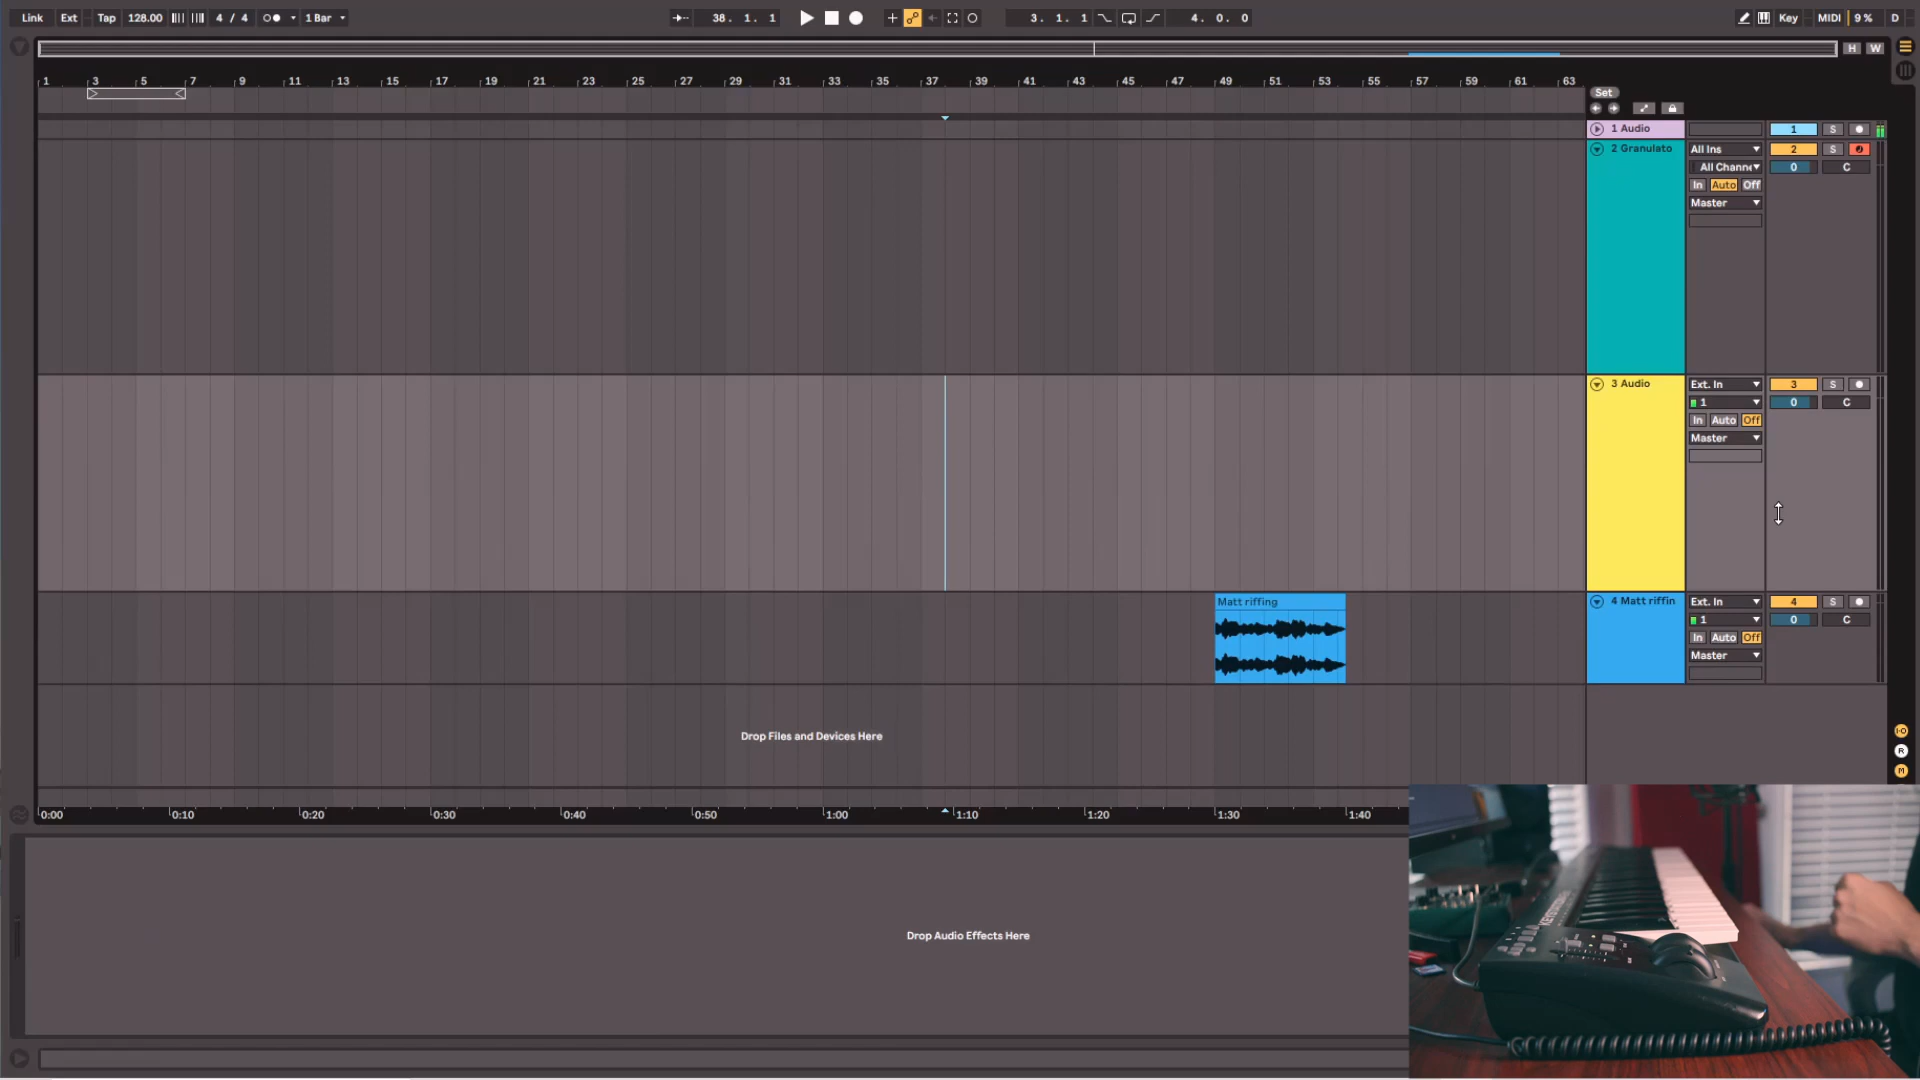 Link Ext Tap 128.00 4 / 4 1 Bar 38. 1. 1 3. 1. 1 4. 0. 0 Key MIDI 9 % D
H W
1 3 5 7 9 11 13 15 17 19 21 23 25 27 29 31 33 35 37 39 41 43 45 47 49 51 53 55 57 59 61 63
Set
1 Audio 1 S
2 Granulato All Ins 2 S
All Channe 0 C
In Auto Off
Master
3 Audio Ext. In 3 S
1 0 C
In Auto Off
Master
Matt riffing
4 Matt riffin Ext. In 4 S
1 0 C
In Auto Off
Master
Drop Files and Devices Here
I·O
R
M
0:00 0:10 0:20 0:30 0:40 0:50 1:00 1:10 1:20 1:30 1:40
Drop Audio Effects Here